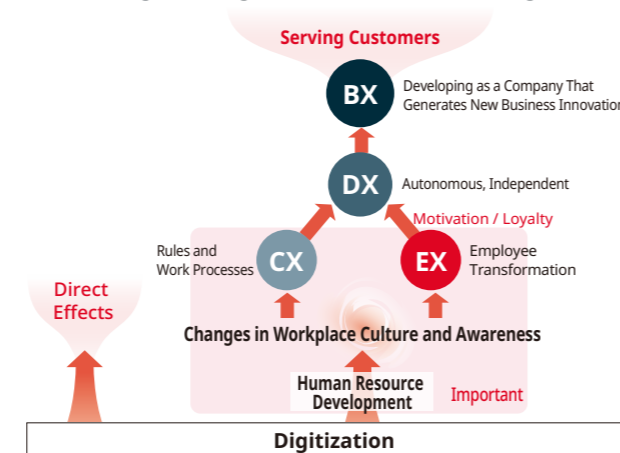 Serving Customers
BX
Developing as a Company That
Generates New Business Innovation
DX
Autonomous, Independent
Motivation / Loyalty
Rules and
Work Processes
CX
EX
Employee
Transformation
Direct
Effects
Changes in Workplace Culture and Awareness
Human Resource
Development
Important
Digitization